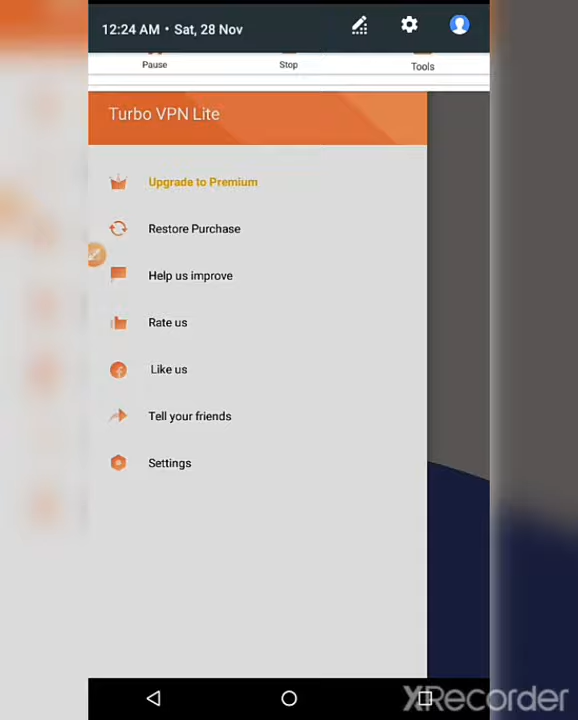 12:24 AM • Sat, 28 Nov
Pause
Stop
Tools
Turbo VPN Lite
Upgrade to Premium
Restore Purchase
Help us improve
Rate us
Like us
Tell your friends
Settings
XRecorder